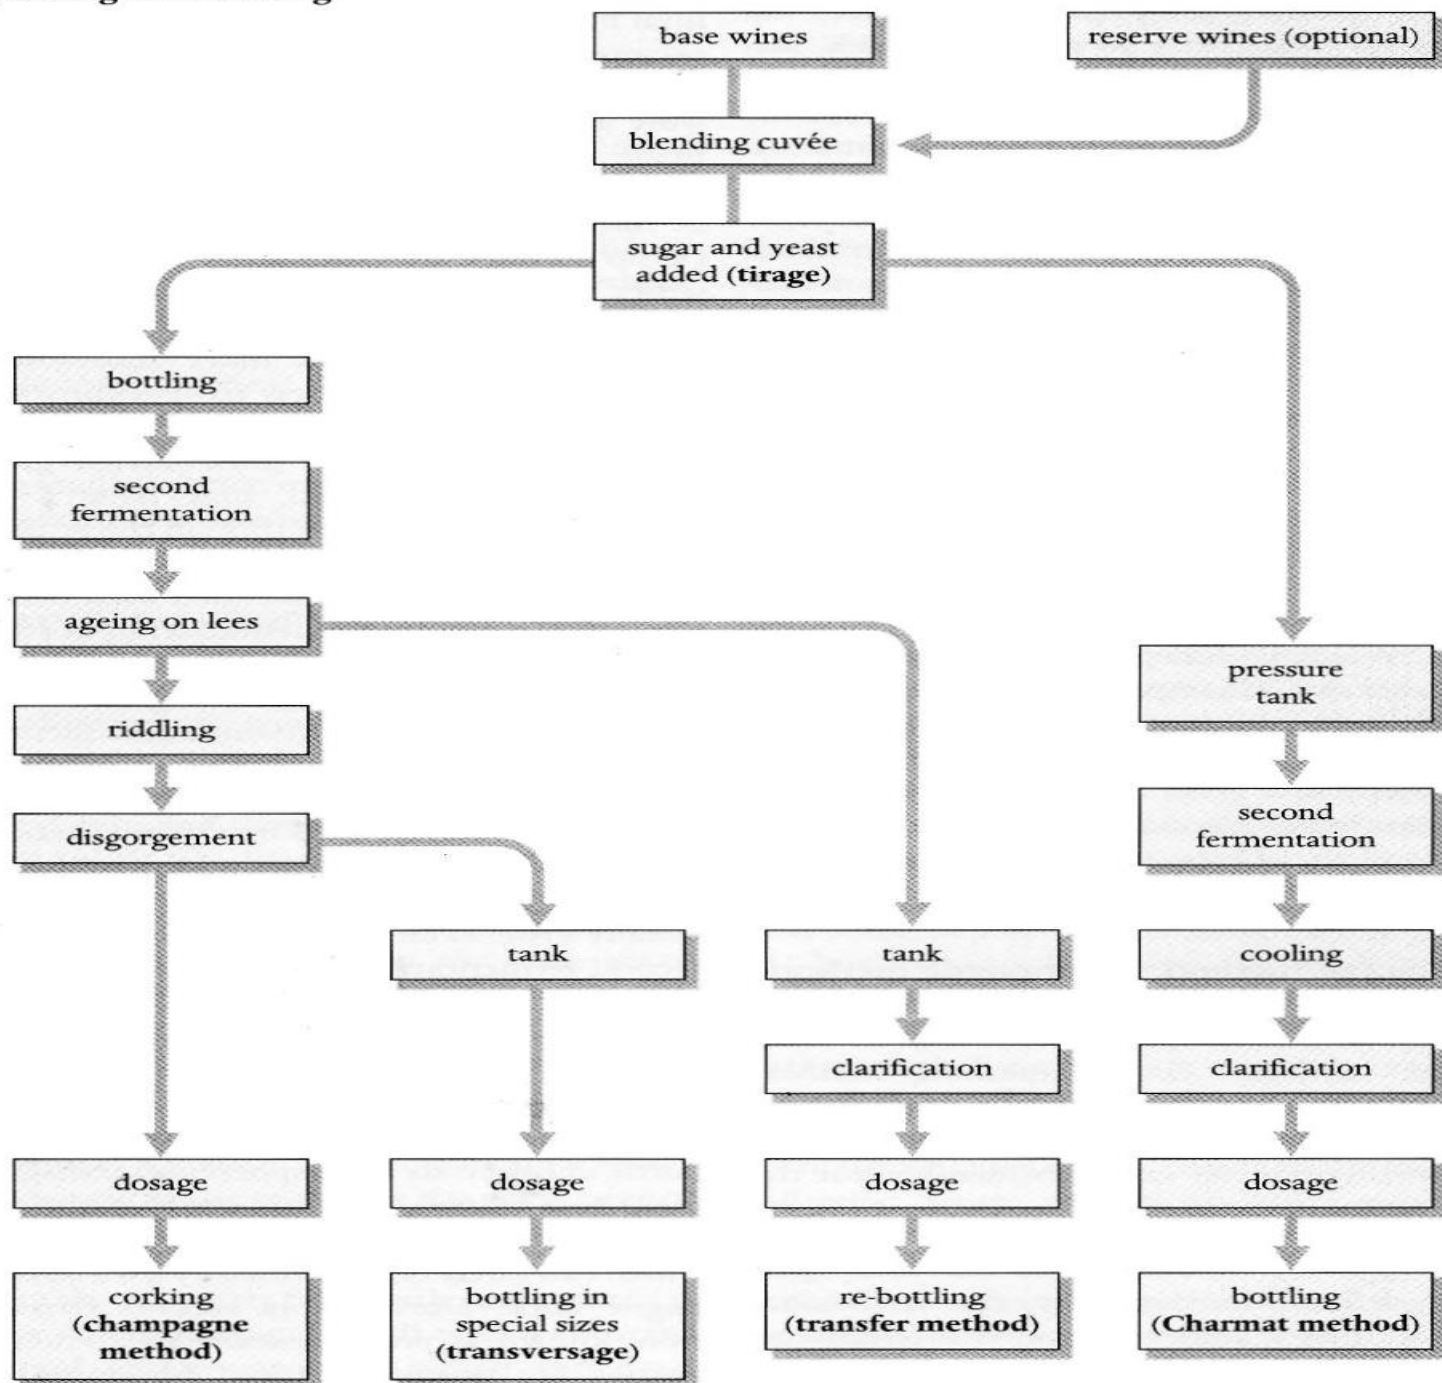 base wines
reserve wines (optional)
blending cuvée
sugar and yeast
added (tirage)
bottling
second
fermentation
ageing on lees
riddling
disgorgement
pressure
tank
second
fermentation
tank
tank
cooling
clarification
clarification
dosage
dosage
dosage
dosage
corking
(champagne
method)
bottling in
special sizes
(transversage)
re-bottling
(transfer method)
bottling
(Charmat method)